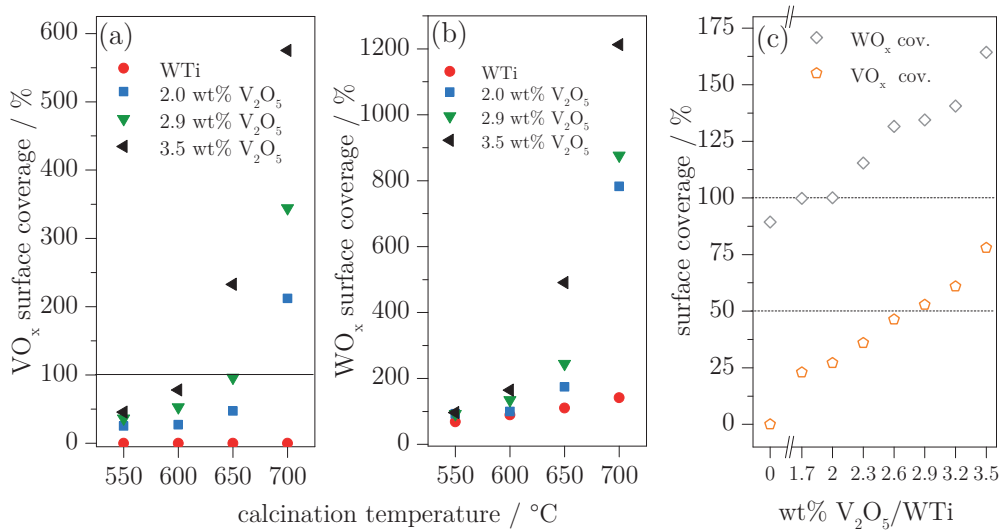 (a)
WTi
2.0 wt% V₂O₅
2.9 wt% V₂O₅
3.5 wt% V₂O₅
VOₓ surface coverage / %
600
500
400
300
200
100
0
550 600 650 700
(b)
WTi
2.0 wt% V₂O₅
2.9 wt% V₂O₅
3.5 wt% V₂O₅
WOₓ surface coverage / %
1200
1000
800
600
400
200
0
550 600 650 700
calcination temperature / °C
(c)
WOₓ cov.
VOₓ cov.
surface coverage / %
175
150
125
100
75
50
25
0
0 1.7 2 2.3 2.6 2.9 3.2 3.5
wt% V₂O₅/WTi